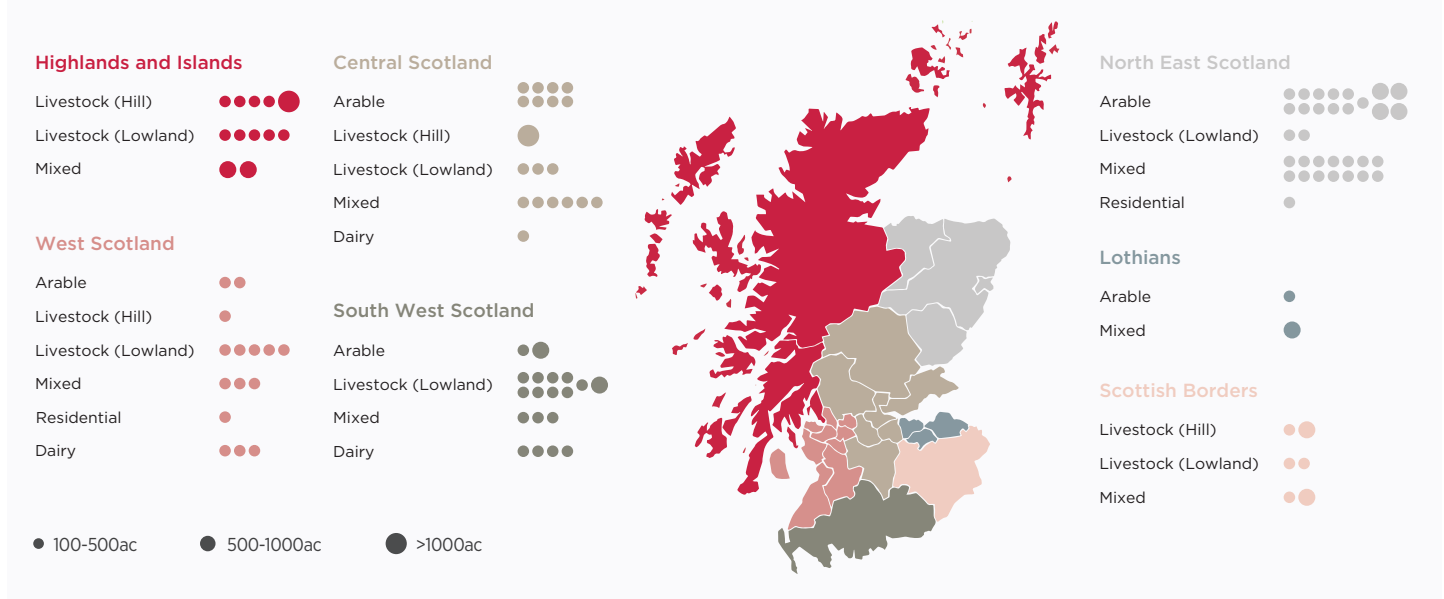 Highlands and Islands
Livestock (Hill)
Livestock (Lowland)
Mixed
West Scotland
Arable
Livestock (Hill)
Livestock (Lowland)
Mixed
Residential
Dairy
Central Scotland
Arable
Livestock (Hill)
Livestock (Lowland)
Mixed
Dairy
South West Scotland
Arable
Livestock (Lowland)
Mixed
Dairy
North East Scotland
Arable
Livestock (Lowland)
Mixed
Residential
Lothians
Arable
Mixed
Scottish Borders
Livestock (Hill)
Livestock (Lowland)
Mixed
100-500ac
500-1000ac
>1000ac